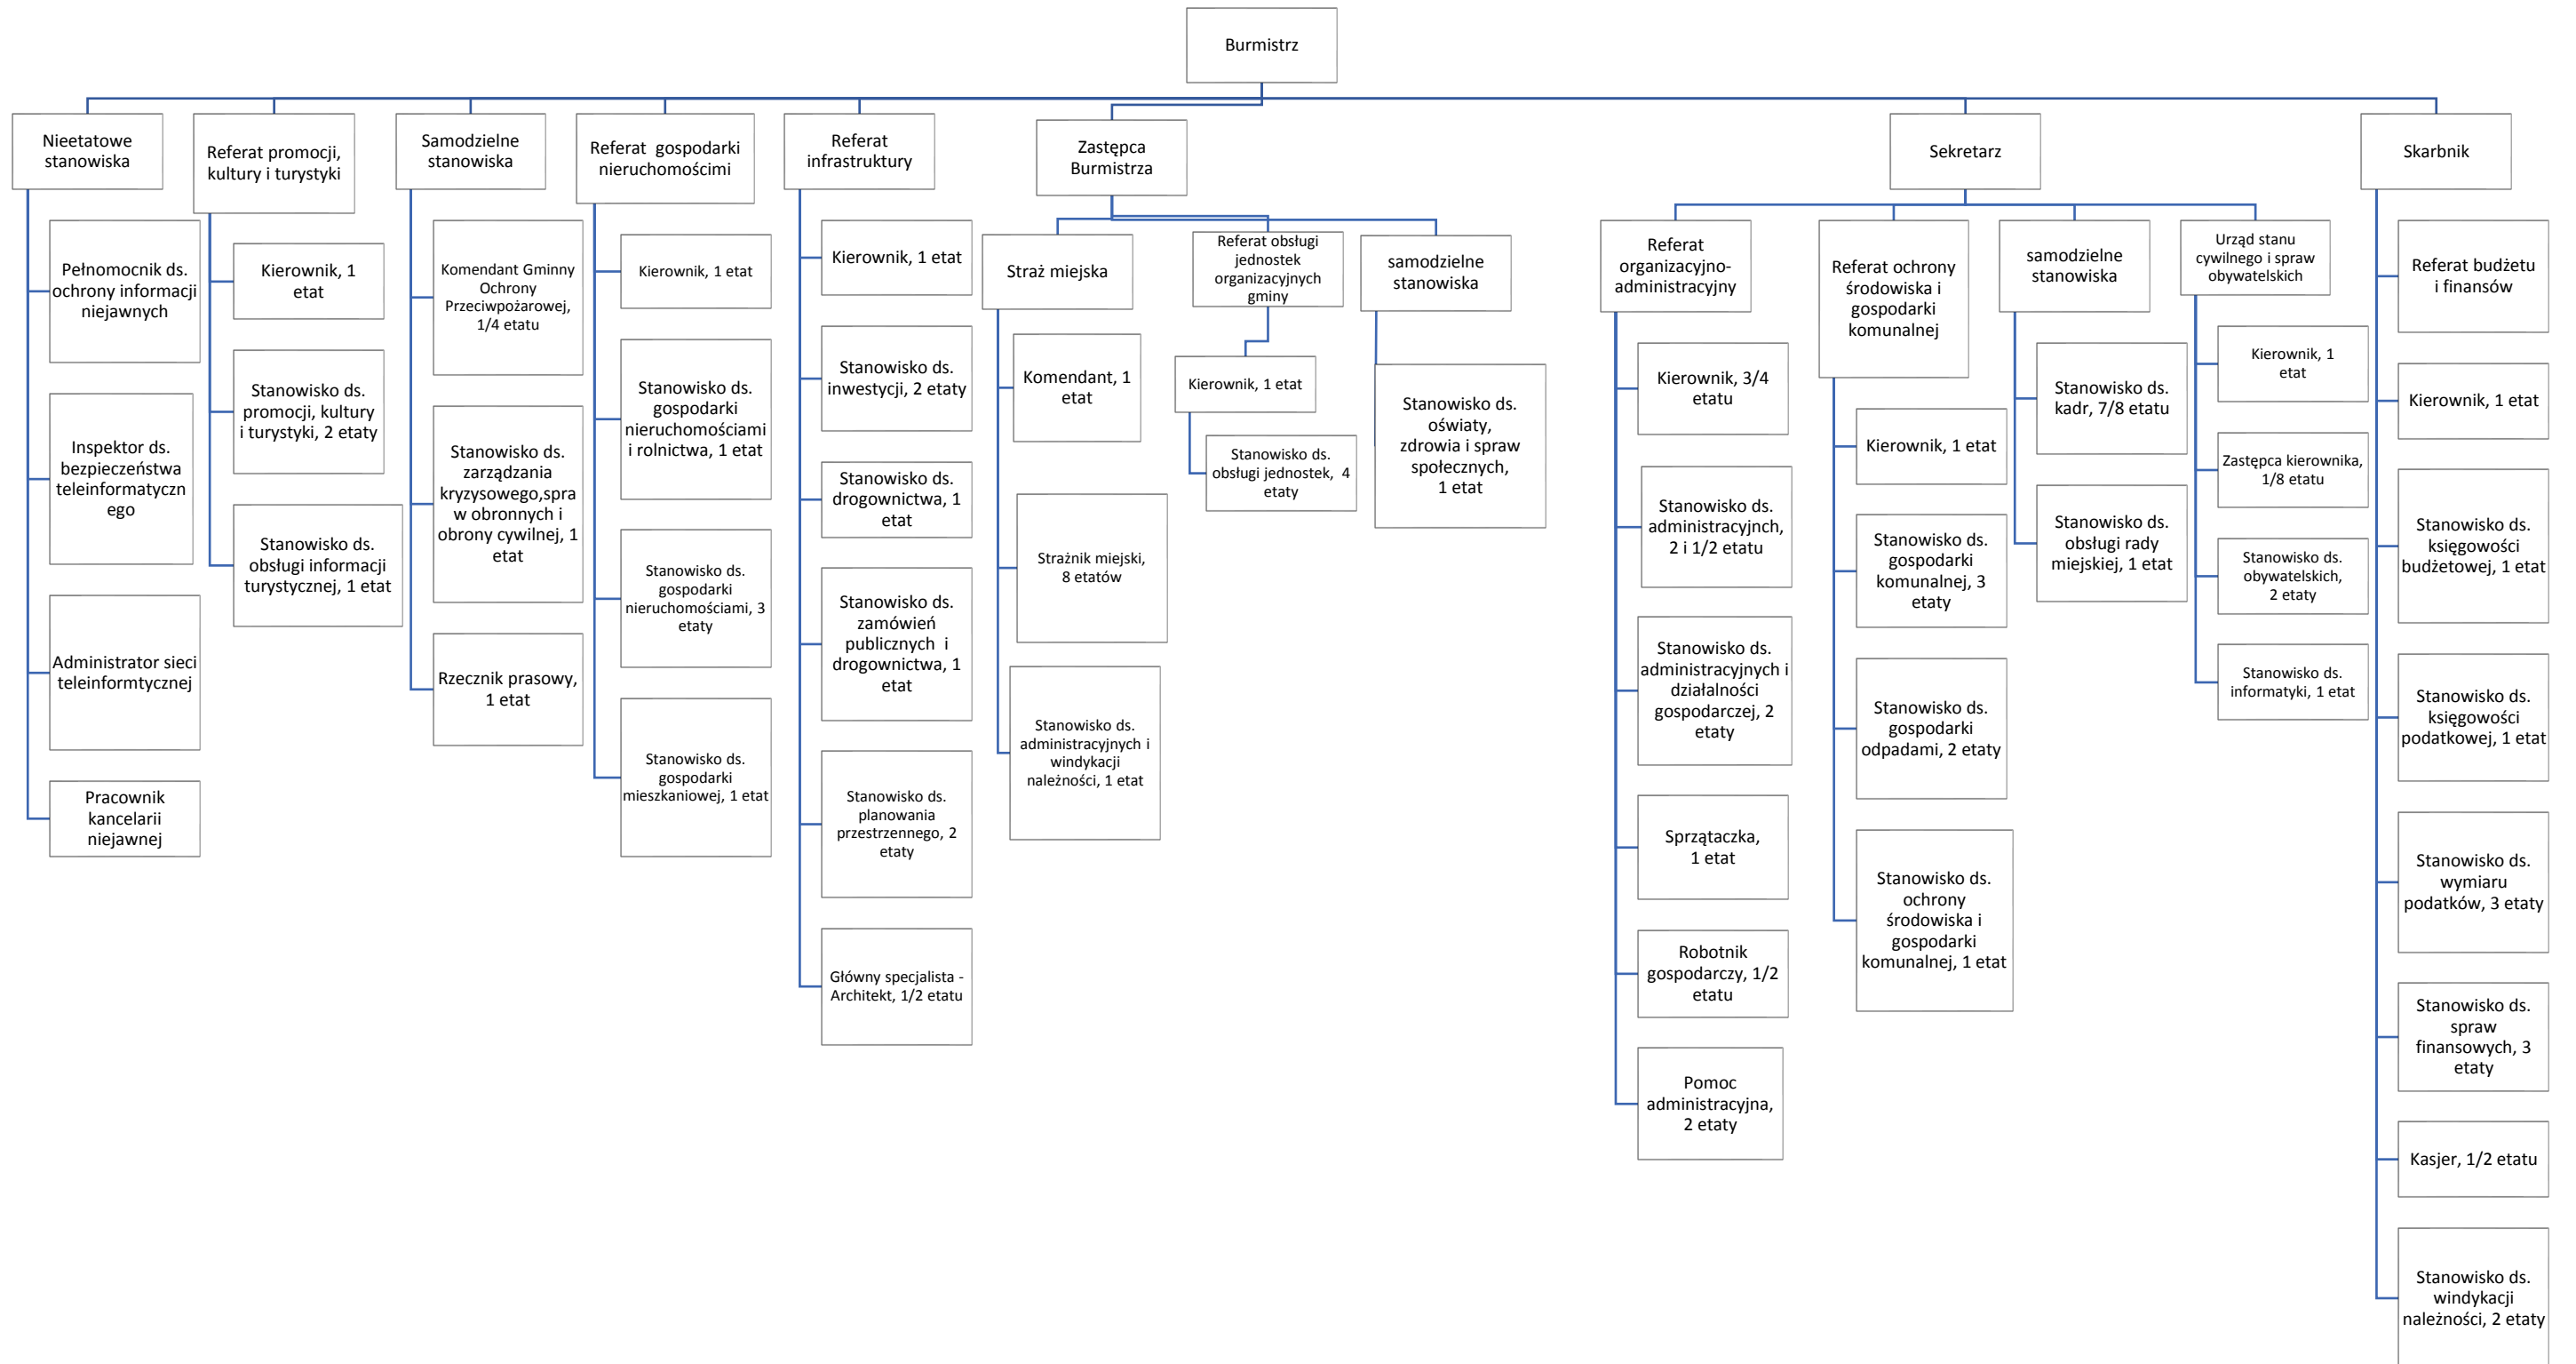 Burmistrz
Nieetatowe
stanowiska
Pełnomocnik ds.
ochrony informacji
niejawnych
Inspektor ds.
bezpieczeństwa
teleinformatyczn
ego
Administrator sieci
teleinformtycznej
Pracownik
kancelarii
niejawnej
Referat promocji,
kultury i turystyki
Kierownik, 1
etat
Stanowisko ds.
promocji, kultury
i turystyki, 2 etaty
Stanowisko ds.
obsługi informacji
turystycznej, 1 etat
Samodzielne
stanowiska
Komendant Gminny
Ochrony
Przeciwpożarowej,
1/4 etatu
Stanowisko ds.
zarządzania
kryzysowego,spra
w obronnych i
obrony cywilnej, 1
etat
Rzecznik prasowy,
1 etat
Referat  gospodarki
nieruchomościmi
Kierownik, 1 etat
Stanowisko ds.
gospodarki
nieruchomościami
i rolnictwa, 1 etat
Stanowisko ds.
gospodarki
nieruchomościami, 3
etaty
Stanowisko ds.
gospodarki
mieszkaniowej, 1 etat
Referat
infrastruktury
Kierownik, 1 etat
Stanowisko ds.
inwestycji, 2 etaty
Stanowisko ds.
drogownictwa, 1
etat
Stanowisko ds.
zamówień
publicznych  i
drogownictwa, 1
etat
Stanowisko ds.
planowania
przestrzennego, 2
etaty
Główny specjalista -
Architekt, 1/2 etatu
Zastępca
Burmistrza
Straż miejska
Komendant, 1
etat
Strażnik miejski,
8 etatów
Stanowisko ds.
administracyjnych i
windykacji
należności, 1 etat
Referat obsługi
jednostek
organizacyjnych
gminy
Kierownik, 1 etat
Stanowisko ds.
obsługi jednostek,  4
etaty
samodzielne
stanowiska
Stanowisko ds.
oświaty,
zdrowia i spraw
społecznych,
1 etat
Sekretarz
Referat
organizacyjno-
administracyjny
Kierownik, 3/4
etatu
Stanowisko ds.
administracyjnch,
2 i 1/2 etatu
Stanowisko ds.
administracyjnych i
działalności
gospodarczej, 2
etaty
Sprzątaczka,
1 etat
Robotnik
gospodarczy, 1/2
etatu
Pomoc
administracyjna,
2 etaty
Referat ochrony
środowiska i
gospodarki
komunalnej
Kierownik, 1 etat
Stanowisko ds.
gospodarki
komunalnej, 3
etaty
Stanowisko ds.
gospodarki
odpadami, 2 etaty
Stanowisko ds.
ochrony
środowiska i
gospodarki
komunalnej, 1 etat
samodzielne
stanowiska
Stanowisko ds.
kadr, 7/8 etatu
Stanowisko ds.
obsługi rady
miejskiej, 1 etat
Urząd stanu
cywilnego i spraw
obywatelskich
Kierownik, 1
etat
Zastępca kierownika,
1/8 etatu
Stanowisko ds.
obywatelskich,
2 etaty
Stanowisko ds.
informatyki, 1 etat
Skarbnik
Referat budżetu
i finansów
Kierownik, 1 etat
Stanowisko ds.
księgowości
budżetowej, 1 etat
Stanowisko ds.
księgowości
podatkowej, 1 etat
Stanowisko ds.
wymiaru
podatków, 3 etaty
Stanowisko ds.
spraw
finansowych, 3
etaty
Kasjer, 1/2 etatu
Stanowisko ds.
windykacji
należności, 2 etaty